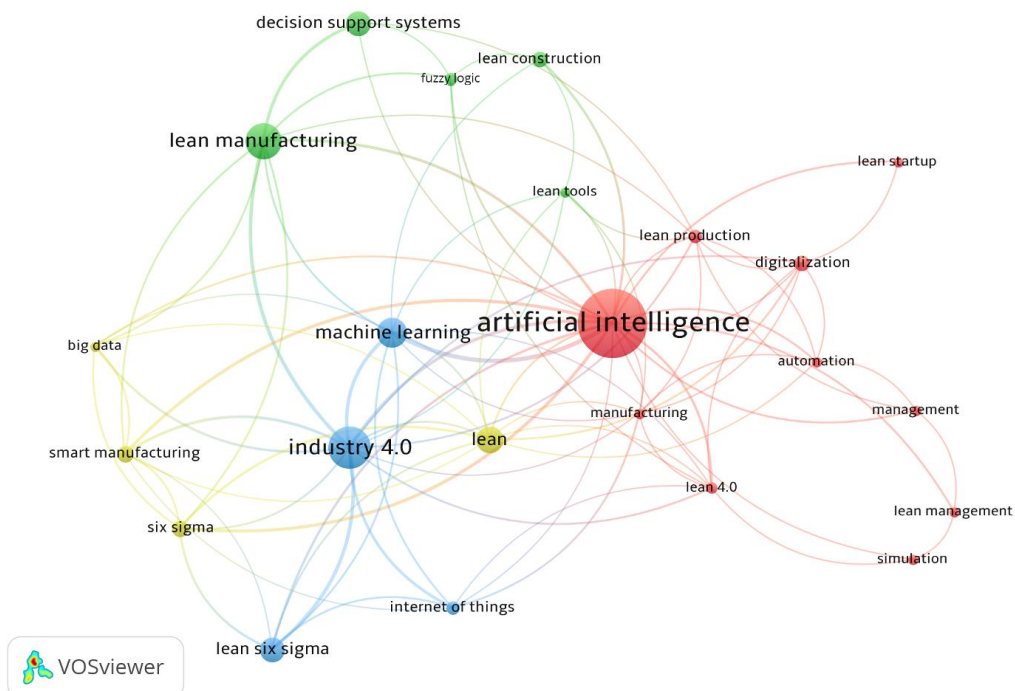 decision support systems
lean construction
fuzzy logic
lean manufacturing
lean startup
lean tools
lean production
digitalization
artificial intelligence
machine learning
big data
automation
management
manufacturing
lean
industry 4.0
smart manufacturing
lean 4.0
lean management
six sigma
simulation
internet of things
lean six sigma
VOSviewer